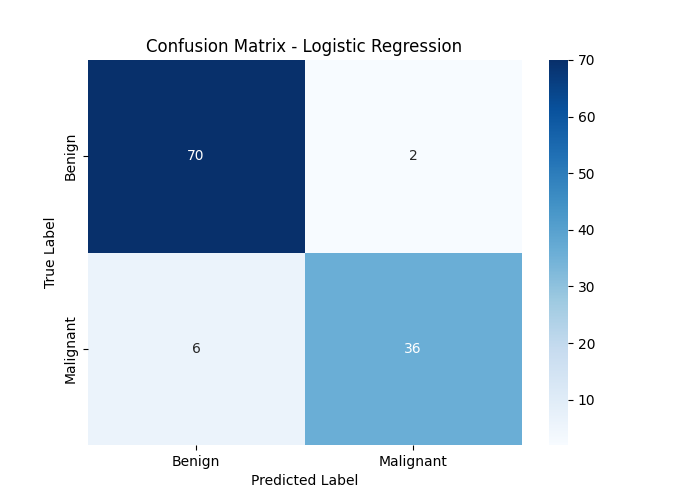 Confusion Matrix - Logistic Regression
True Label
Benign
Malignant
70
2
6
36
Benign
Malignant
Predicted Label
70
60
50
40
30
20
10